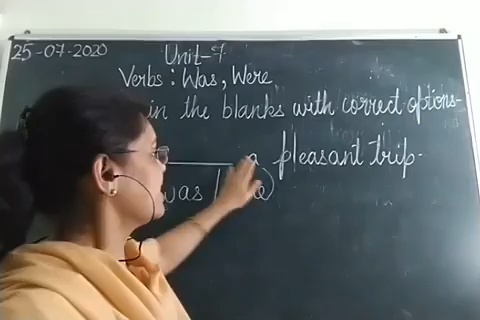 25-07-2020
Unit-7
Verbs : Was, Were
in the blanks with correct options-
a pleasant trip.
was /